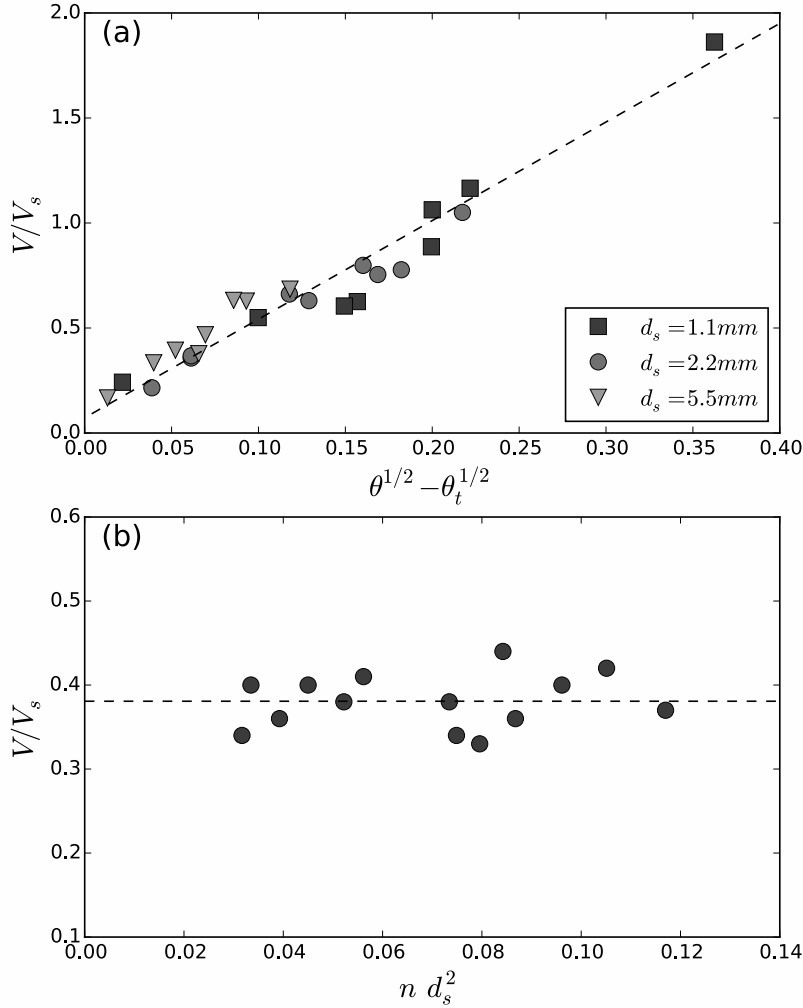 (a)
2.0
1.5
1.0
0.5
0.0
V/V_s
d_s = 1.1mm
d_s = 2.2mm
d_s = 5.5mm
0.00 0.05 0.10 0.15 0.20 0.25 0.30 0.35 0.40
θ^{1/2} − θ_t^{1/2}
(b)
0.6
0.5
0.4
0.3
0.2
0.1
V/V_s
0.00 0.02 0.04 0.06 0.08 0.10 0.12 0.14
n d_s^2